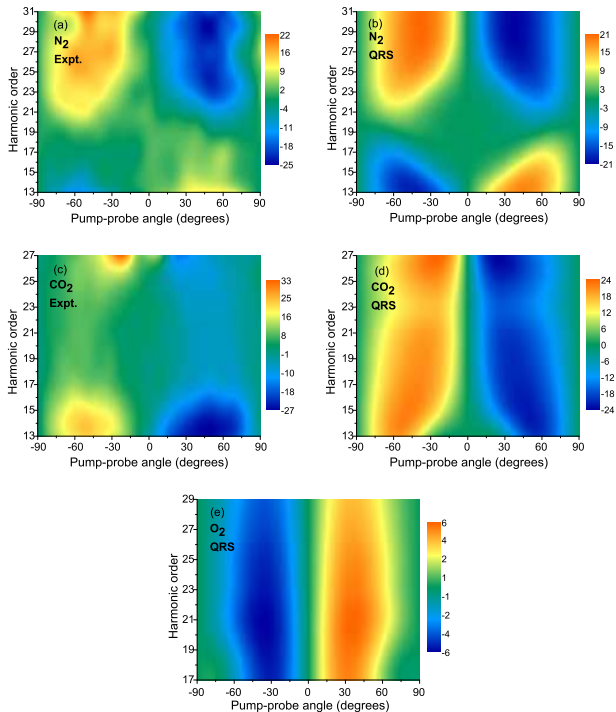 (a)
N2
Expt.
31
29
27
25
23
21
19
17
15
13
Harmonic order
-90 -60 -30 0 30 60 90
Pump-probe angle (degrees)
22
16
9
3
-4
-11
-18
-25
(b)
N2
QRS
31
29
27
25
23
21
19
17
15
13
Harmonic order
-90 -60 -30 0 30 60 90
Pump-probe angle (degrees)
21
15
10
5
0
-5
-10
-15
-21
(c)
CO2
Expt.
27
25
23
21
19
17
15
13
Harmonic order
-90 -60 -30 0 30 60 90
Pump-probe angle (degrees)
33
25
16
8
-1
-10
-18
-27
(d)
CO2
QRS
27
25
23
21
19
17
15
13
Harmonic order
-90 -60 -30 0 30 60 90
Pump-probe angle (degrees)
24
18
12
6
0
-6
-12
-18
-24
(e)
O2
QRS
29
27
25
23
21
19
17
Harmonic order
-90 -60 -30 0 30 60 90
Pump-probe angle (degrees)
6
4
2
1
-1
-2
-4
-6